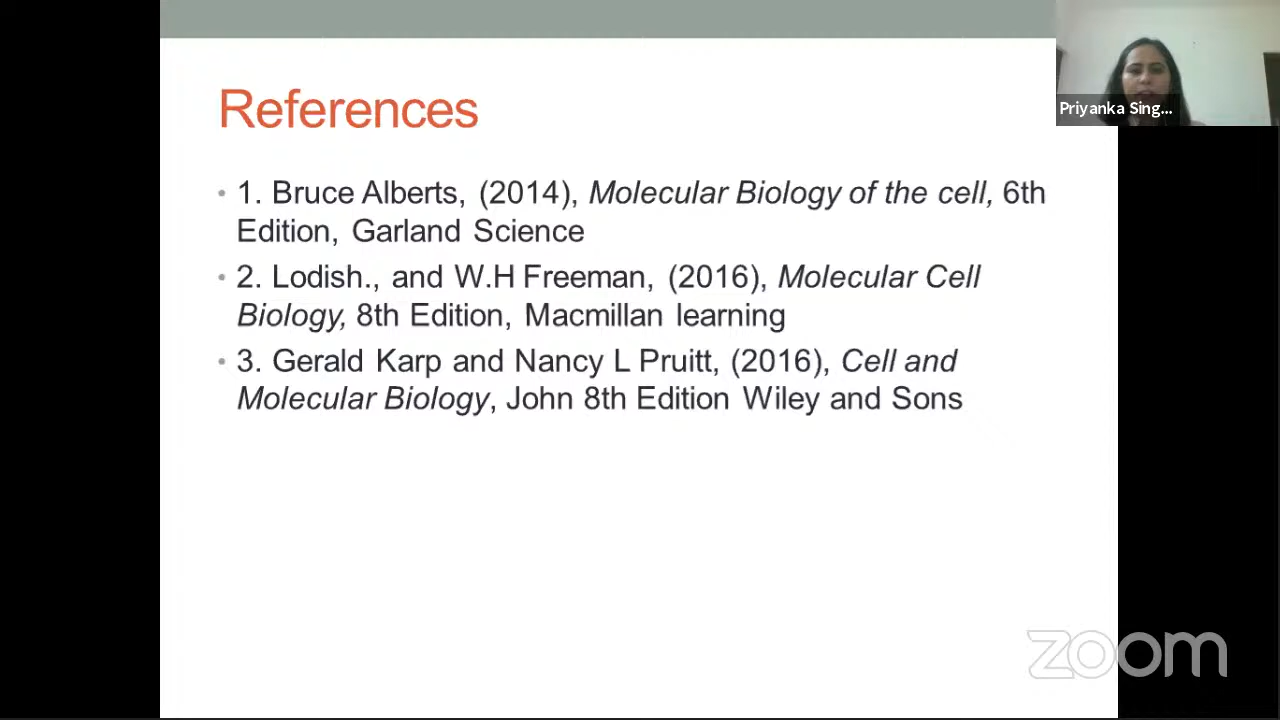 References
Priyanka Sing...
• 1. Bruce Alberts, (2014), Molecular Biology of the cell, 6th
Edition, Garland Science
• 2. Lodish., and W.H Freeman, (2016), Molecular Cell
Biology, 8th Edition, Macmillan learning
• 3. Gerald Karp and Nancy L Pruitt, (2016), Cell and
Molecular Biology, John 8th Edition Wiley and Sons
zoom